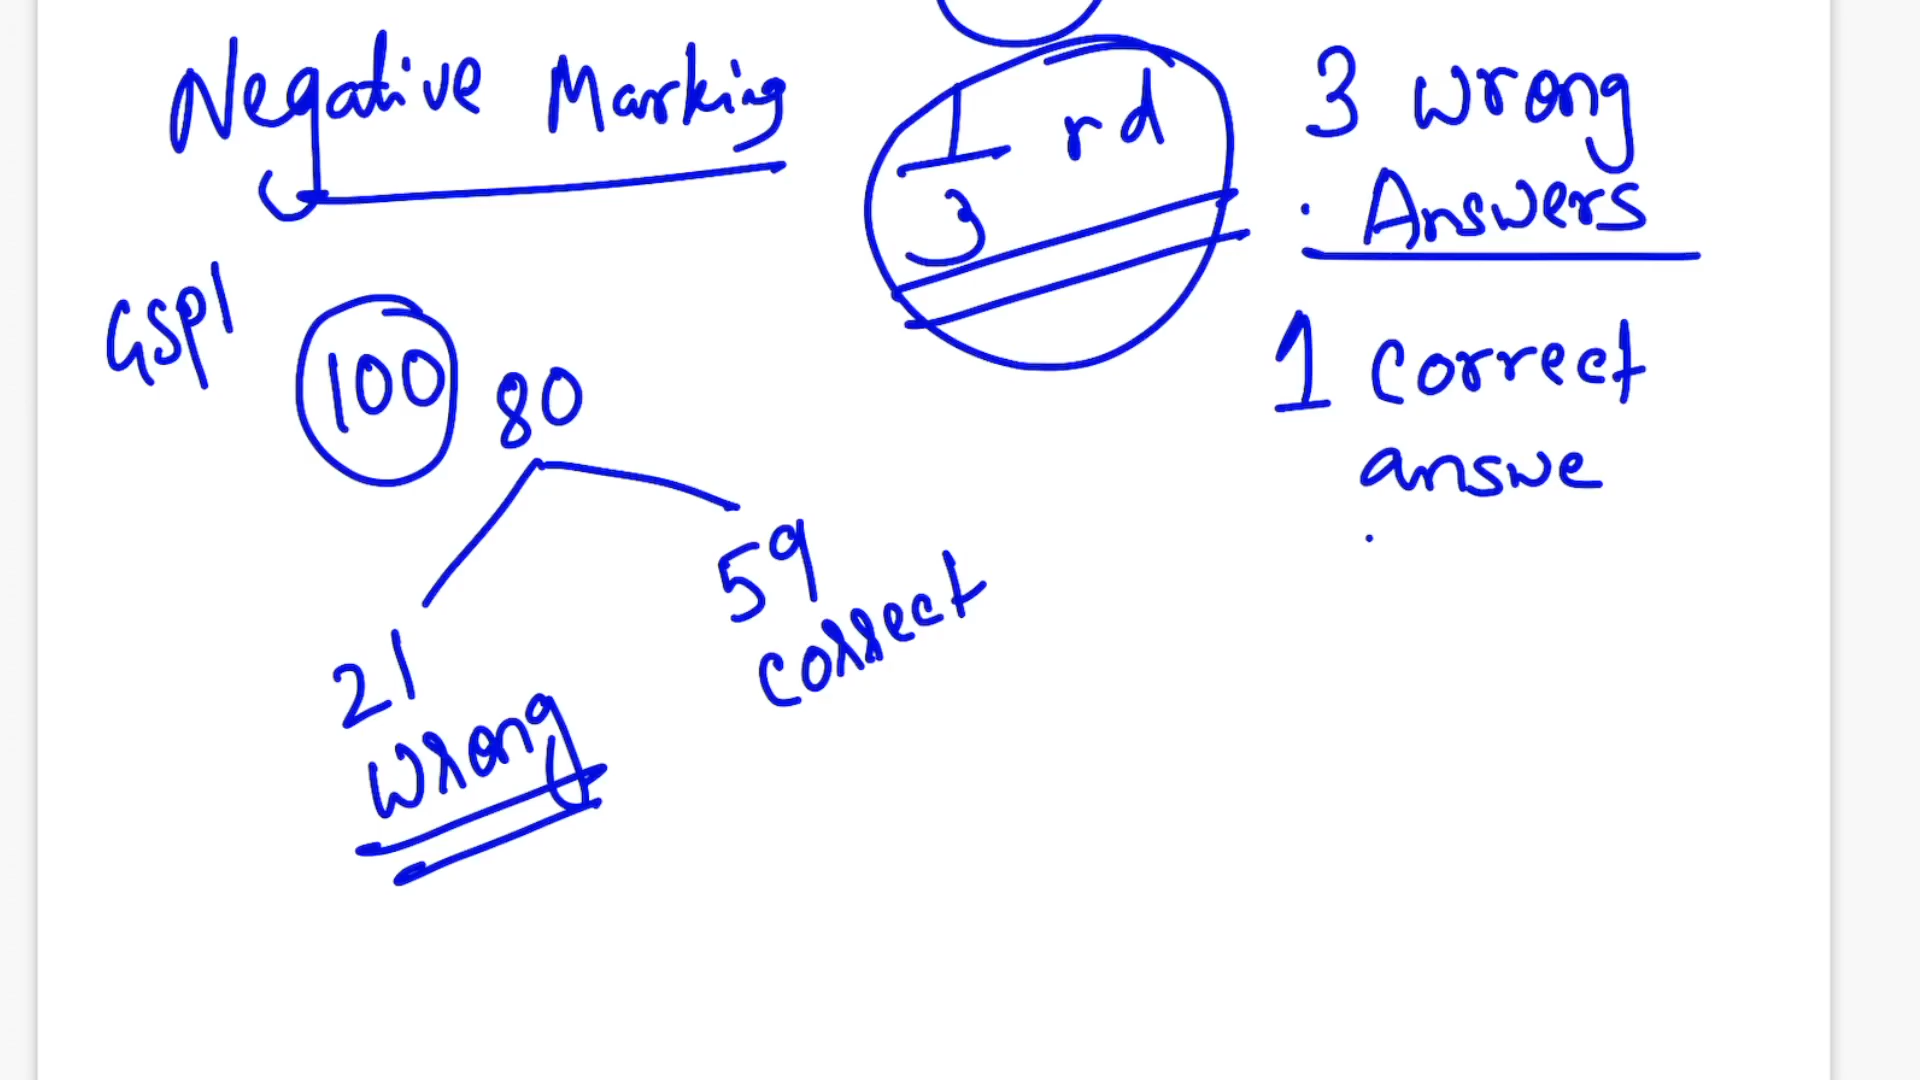 Negative Marking
1/3 rd
3 wrong
Answers
1 correct
answe
GSP1
100 80
21
wrong
59
correct